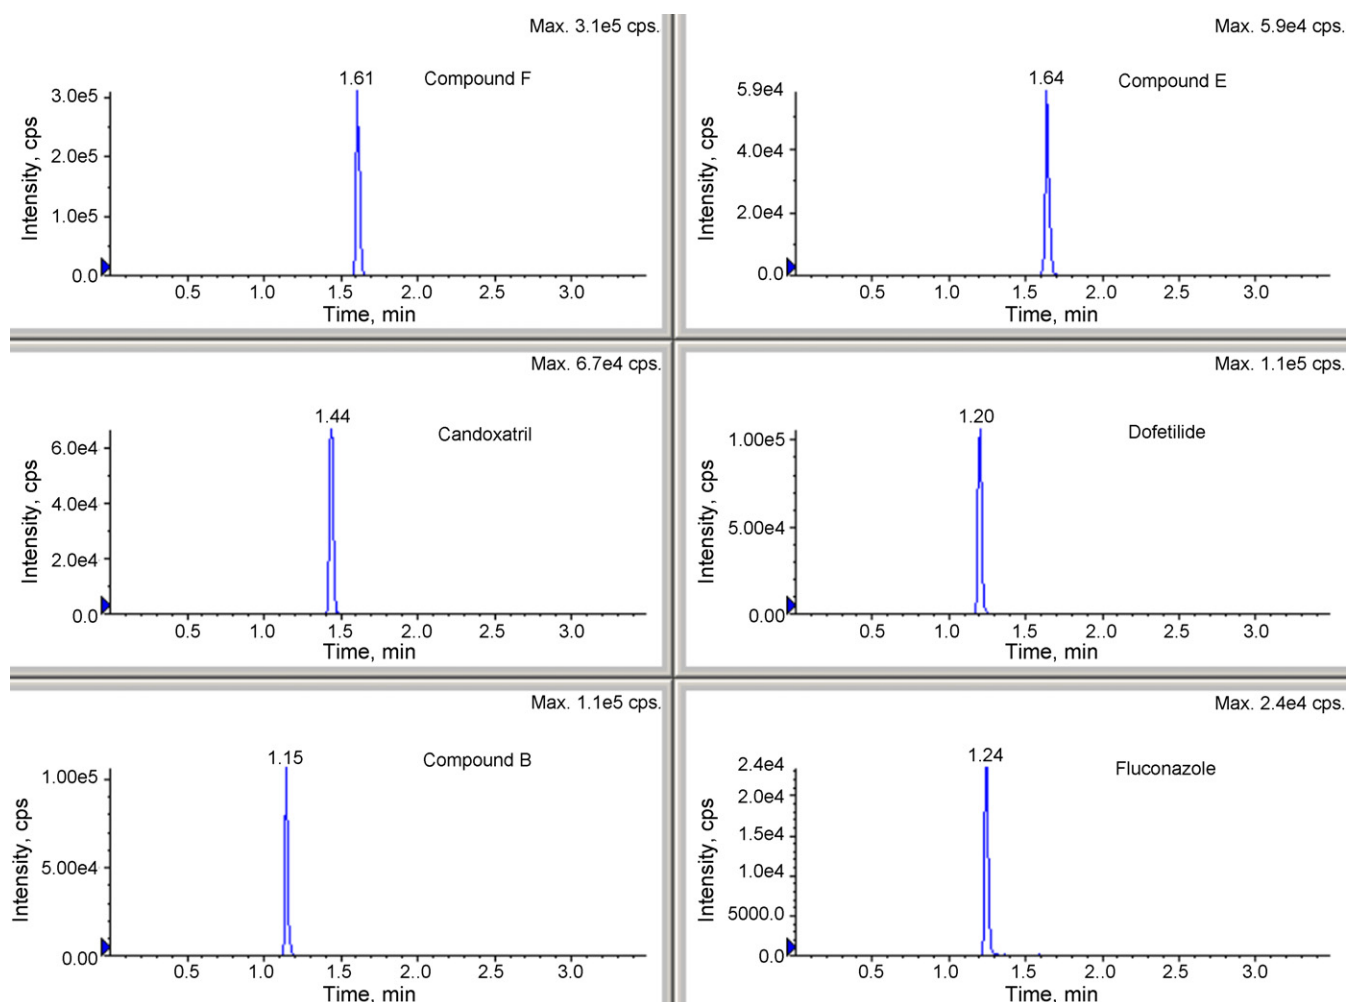 Max. 3.1e5 cps.
1.61
Compound F
3.0e5
2.0e5
1.0e5
0.0
Intensity, cps
0.5 1.0 1.5 2.0 2.5 3.0
Time, min
Max. 5.9e4 cps.
1.64
Compound E
5.9e4
4.0e4
2.0e4
0.0
Intensity, cps
0.5 1.0 1.5 2.0 2.5 3.0
Time, min
Max. 6.7e4 cps.
1.44
Candoxatril
6.0e4
4.0e4
2.0e4
0.0
Intensity, cps
0.5 1.0 1.5 2.0 2.5 3.0
Time, min
Max. 1.1e5 cps.
1.20
Dofetilide
1.00e5
5.00e4
0.00
Intensity, cps
0.5 1.0 1.5 2.0 2.5 3.0
Time, min
Max. 1.1e5 cps.
1.15
Compound B
1.00e5
5.00e4
0.00
Intensity, cps
0.5 1.0 1.5 2.0 2.5 3.0
Time, min
Max. 2.4e4 cps.
1.24
Fluconazole
2.4e4
2.0e4
1.5e4
1.0e4
5000.0
0.0
Intensity, cps
0.5 1.0 1.5 2.0 2.5 3.0
Time, min